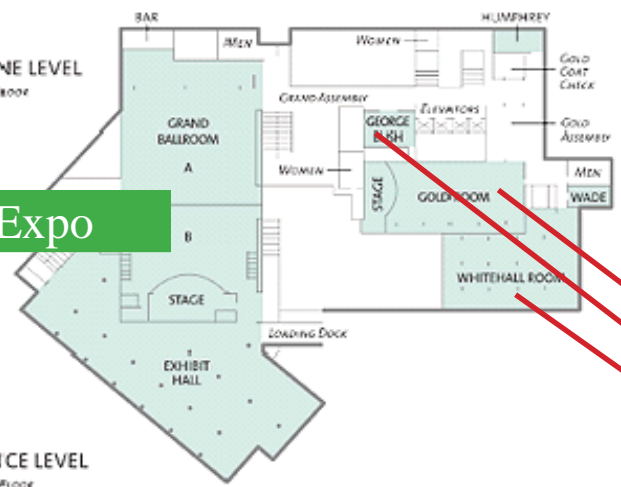 BAR
HUMPHREY
MEN
WOMEN
NE LEVEL
GOLD
COAT
CHECK
GRAND ASSEMBLY
ELEVATORS
GRAND
BALLROOM
A
GEORGE
BUSH
GOLD
ASSEMBLY
WOMEN
MEN
STAGE
GOLD ROOM
WADE
Expo
B
WHITEHALL ROOM
STAGE
LOADING DOCK
EXHIBIT
HALL
CE LEVEL